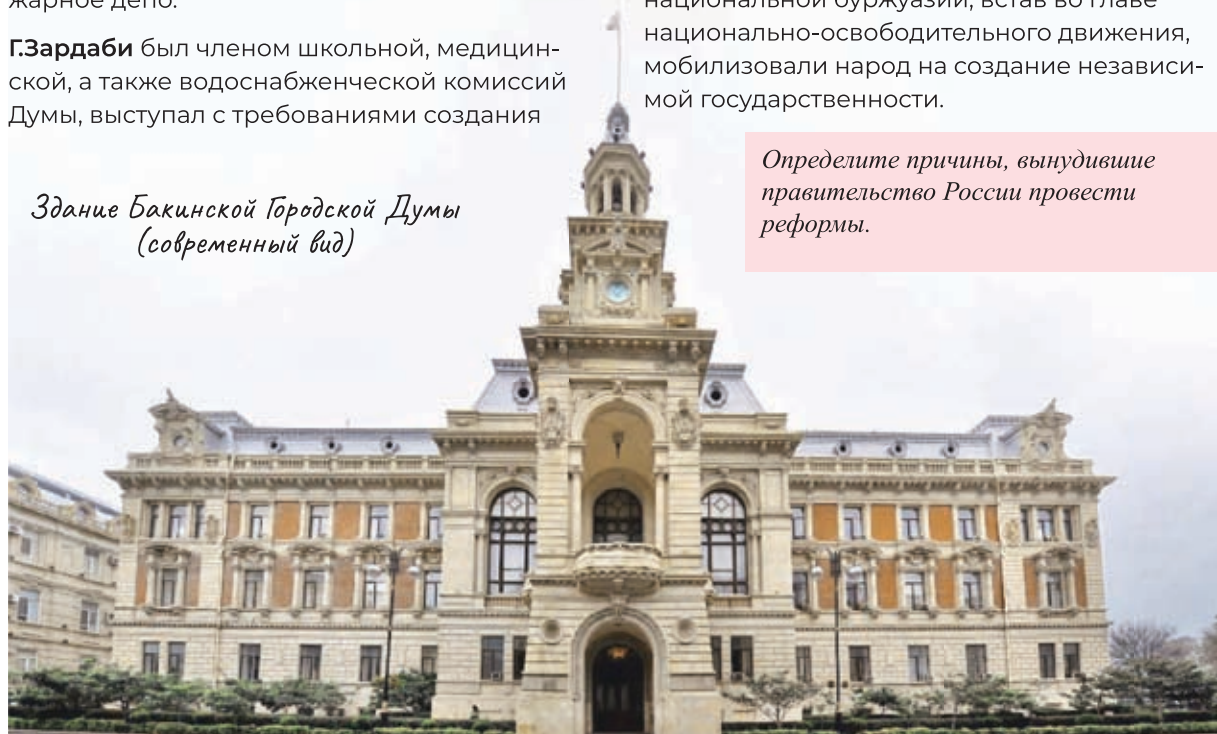 жарное депо.
Г.Зардаби был членом школьной, медицин-
ской, а также водоснабженческой комиссий
Думы, выступал с требованиями создания
национальной буржуазии, встав во главе
национально-освободительного движения,
мобилизовали народ на создание независи-
мой государственности.
Определите причины, вынудившие
правительство России провести
реформы.
Здание Бакинской Городской Думы
(современный вид)